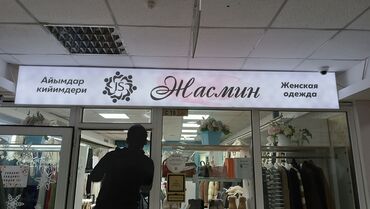 Айымдар
кийимдери
JS
Жасмин
Женская
одежда